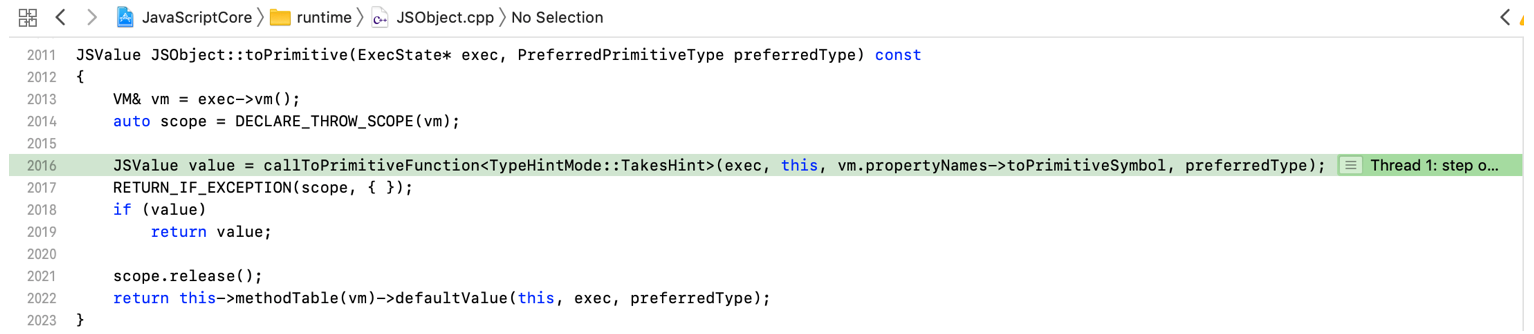 JavaScriptCore 〉 runtime 〉 JSObject.cpp 〉 No Selection
2011 JSValue JSObject::toPrimitive(ExecState* exec, PreferredPrimitiveType preferredType) const
2012 {
2013     VM& vm = exec->vm();
2014     auto scope = DECLARE_THROW_SCOPE(vm);
2015
2016     JSValue value = callToPrimitiveFunction<TypeHintMode::TakesHint>(exec, this, vm.propertyNames->toPrimitiveSymbol, preferredType); Thread 1: step o...
2017     RETURN_IF_EXCEPTION(scope, { });
2018     if (value)
2019         return value;
2020
2021     scope.release();
2022     return this->methodTable(vm)->defaultValue(this, exec, preferredType);
2023 }